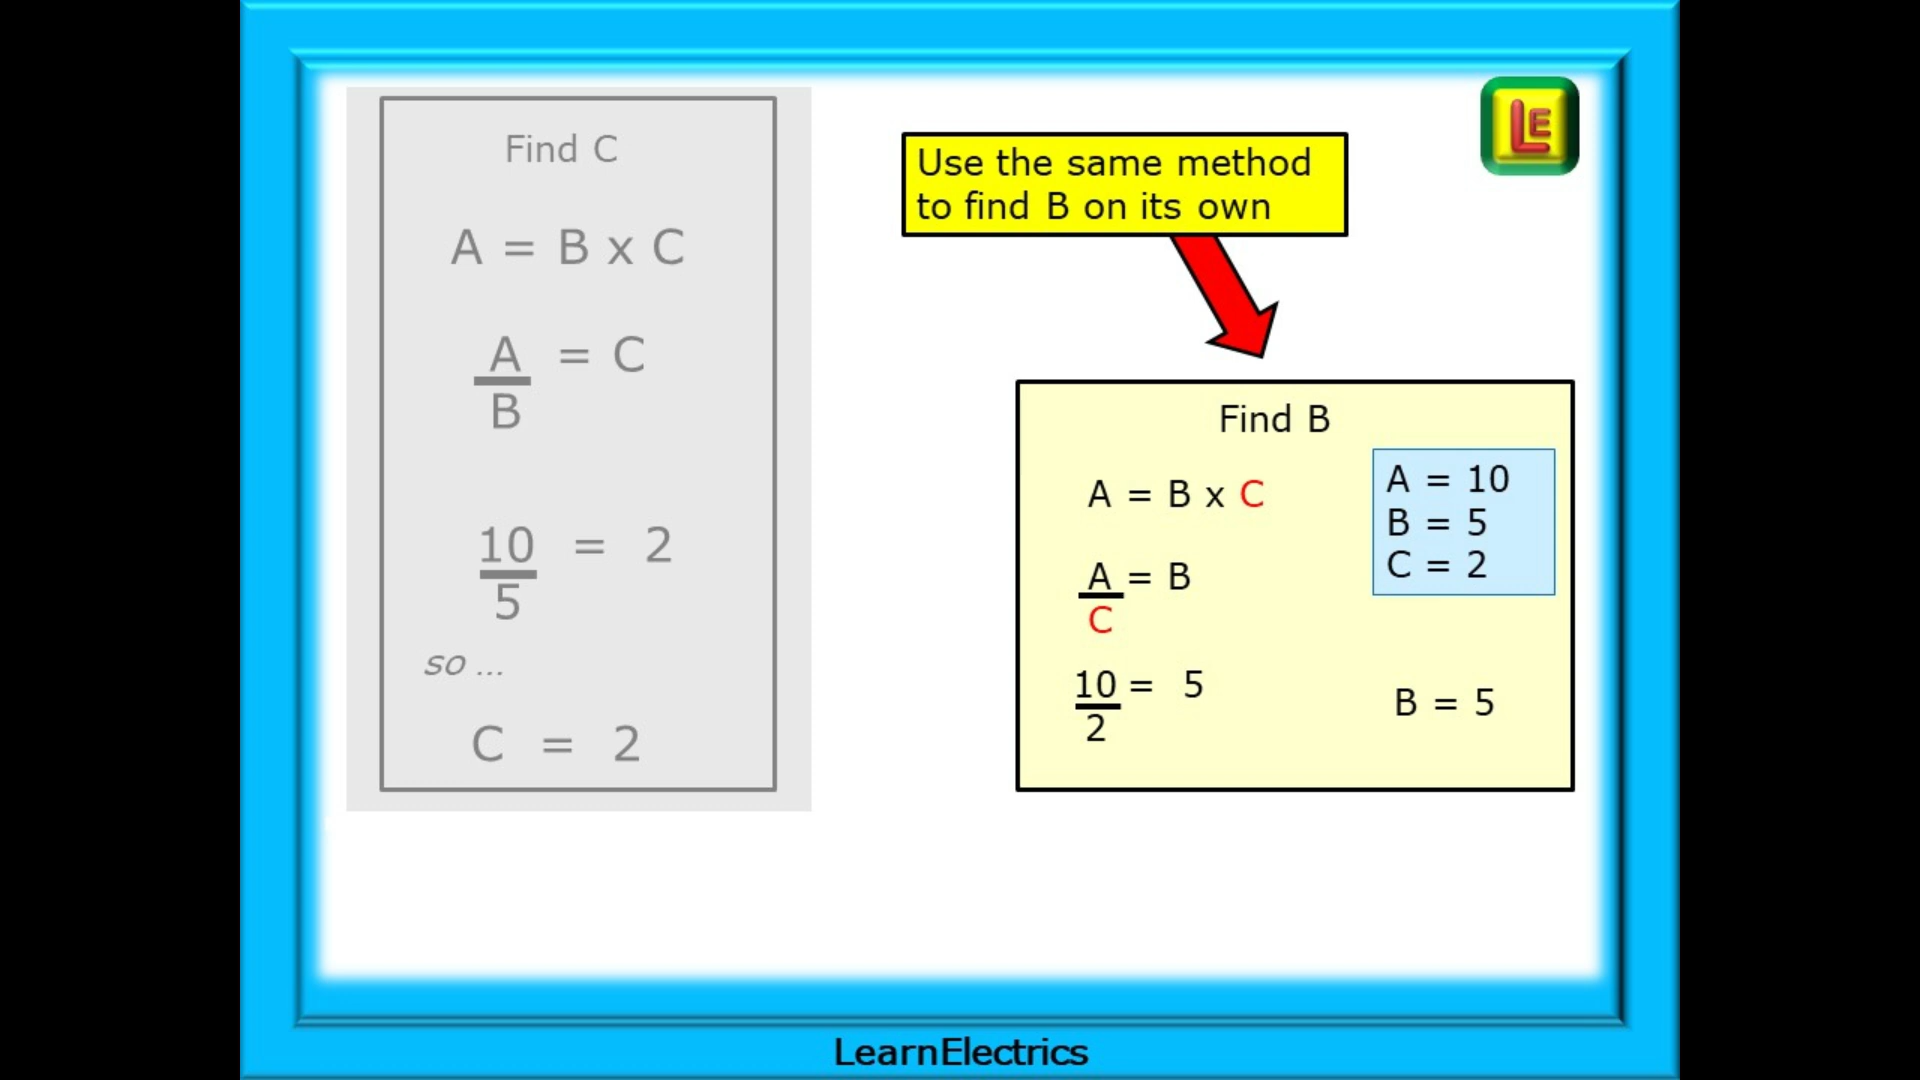 Find C
A = B x C
A = C
B
10 = 2
5
so ...
C = 2
LE
Use the same method
to find B on its own
Find B
A = B x C
A = B
C
10 = 5
2
A = 10
B = 5
C = 2
B = 5
LearnElectrics